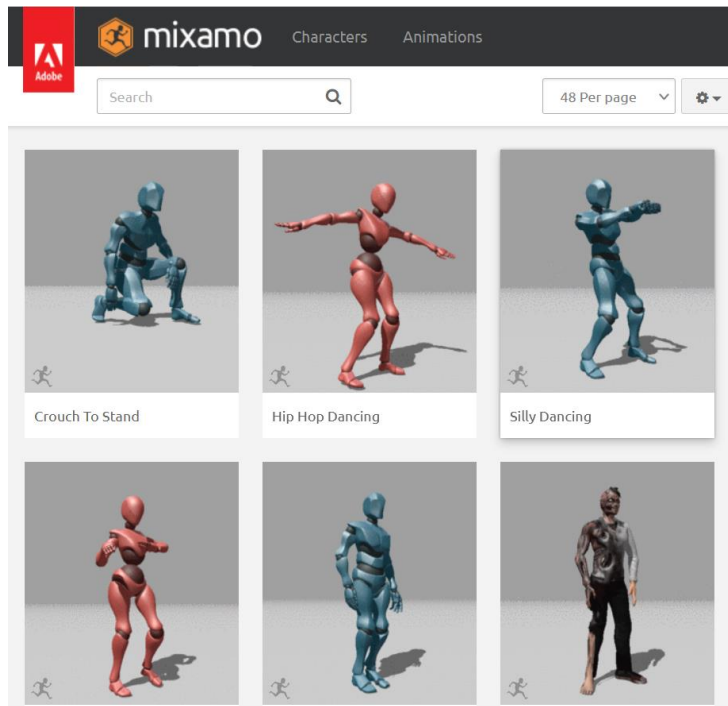 mixamo
Characters
Animations
Adobe
Search
48 Per page
Crouch To Stand
Hip Hop Dancing
Silly Dancing